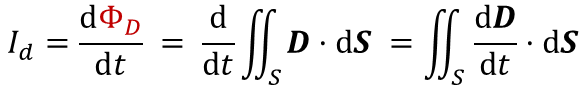 I_d = dΦ_D/dt = d/dt ∬_S D · dS = ∬_S dD/dt · dS